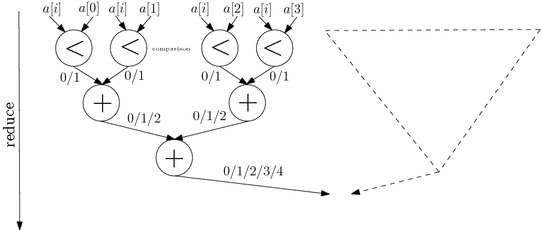 a[i] a[0] a[i] a[1] a[i] a[2] a[i] a[3]
< < comparison < <
0/1 0/1 0/1 0/1
+ +
0/1/2 0/1/2
+
0/1/2/3/4
reduce